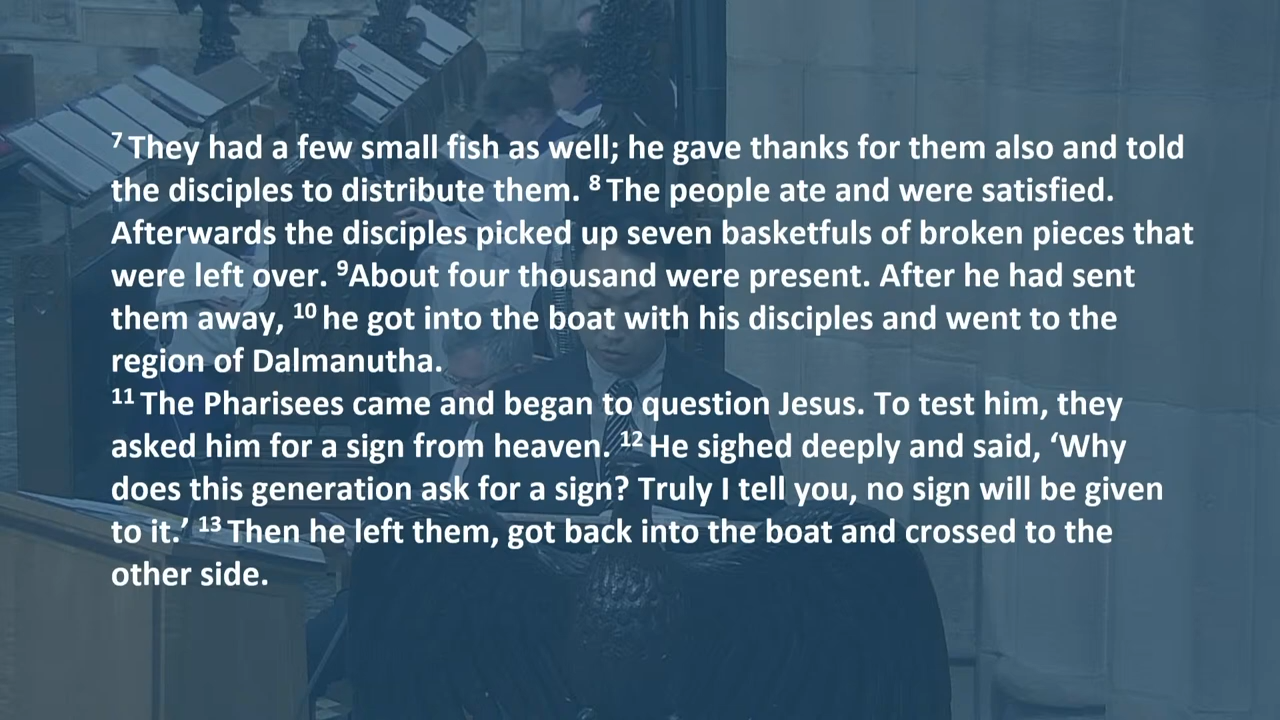 ⁷ They had a few small fish as well; he gave thanks for them also and told
the disciples to distribute them. ⁸ The people ate and were satisfied.
Afterwards the disciples picked up seven basketfuls of broken pieces that
were left over. ⁹About four thousand were present. After he had sent
them away, ¹⁰ he got into the boat with his disciples and went to the
region of Dalmanutha.
¹¹ The Pharisees came and began to question Jesus. To test him, they
asked him for a sign from heaven. ¹² He sighed deeply and said, ‘Why
does this generation ask for a sign? Truly I tell you, no sign will be given
to it.’ ¹³ Then he left them, got back into the boat and crossed to the
other side.